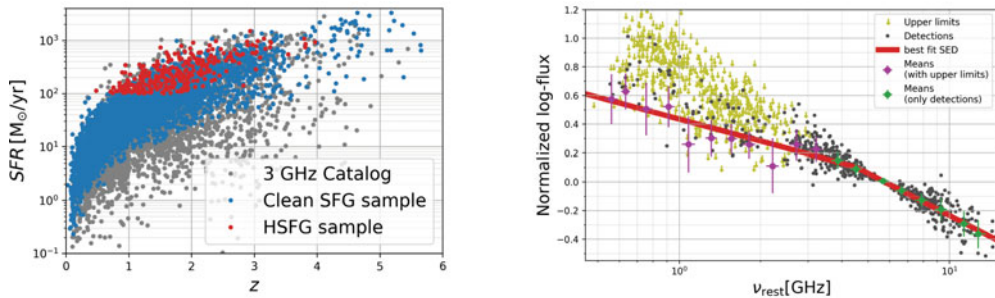 10³
10²
10¹
10⁰
10⁻¹
SFR [M⊙/yr]
3 GHz Catalog
Clean SFG sample
HSFG sample
0 1 2 3 4 5 6
z
1.2
1.0
0.8
0.6
0.4
0.2
0.0
−0.2
−0.4
Normalized log-flux
Upper limits
Detections
best fit SED
Means
(with upper limits)
Means
(only detections)
10⁰ 10¹
νrest[GHz]